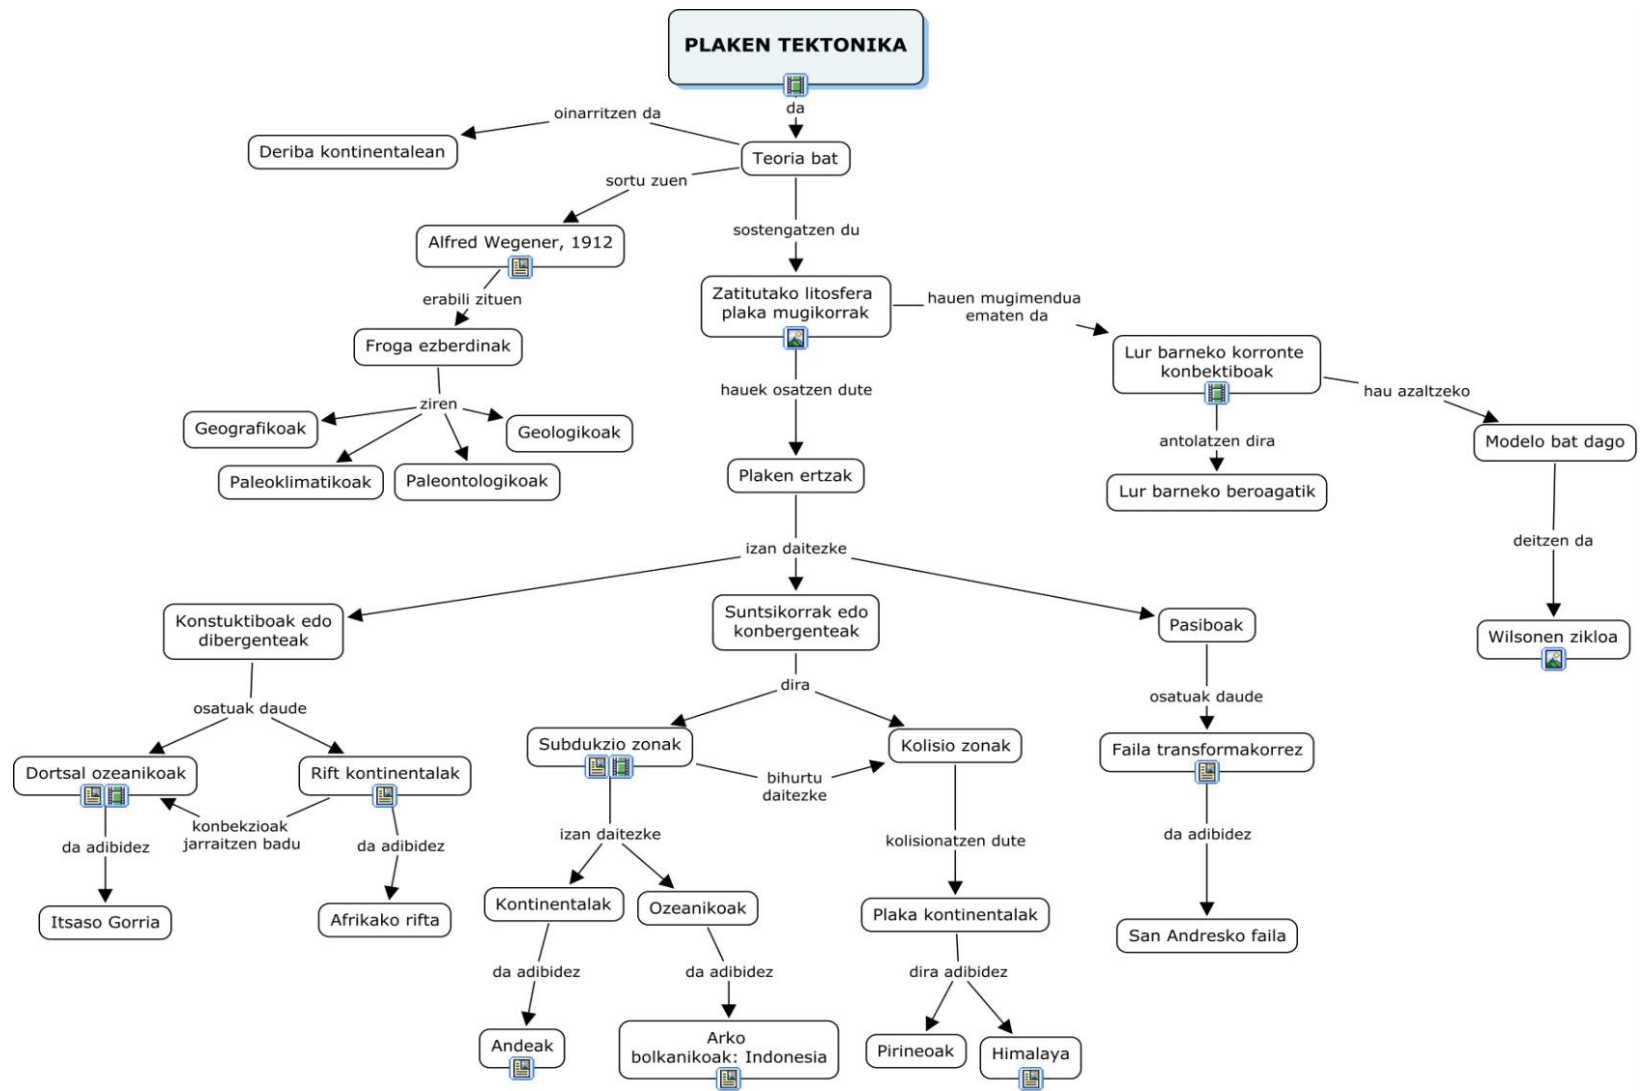 PLAKEN TEKTONIKA
da
oinarritzen da
Deriba kontinentalean
Teoria bat
sortu zuen
Alfred Wegener, 1912
sostengatzen du
erabili zituen
Zatitutako litosfera
plaka mugikorrak
hauen mugimendua
ematen da
Froga ezberdinak
Lur barneko korronte
konbektiboak
hauek osatzen dute
hau azaltzeko
ziren
Geografikoak
Geologikoak
Paleoklimatikoak
Paleontologikoak
antolatzen dira
Modelo bat dago
Plaken ertzak
Lur barneko beroagatik
izan daitezke
deitzen da
Konstuktiboak edo
dibergenteak
Suntsikorrak edo
konbergenteak
Pasiboak
Wilsonen zikloa
osatuak daude
dira
osatuak daude
Dortsal ozeanikoak
Rift kontinentalak
Subdukzio zonak
Kolisio zonak
Faila transformakorrez
bihurtu
daitezke
konbekzioak
jarraitzen badu
da adibidez
da adibidez
izan daitezke
kolisionatzen dute
da adibidez
Itsaso Gorria
Afrikako rifta
Kontinentalak
Ozeanikoak
Plaka kontinentalak
San Andresko faila
da adibidez
da adibidez
dira adibidez
Andeak
Arko
bolkanikoak: Indonesia
Pirineoak
Himalaya